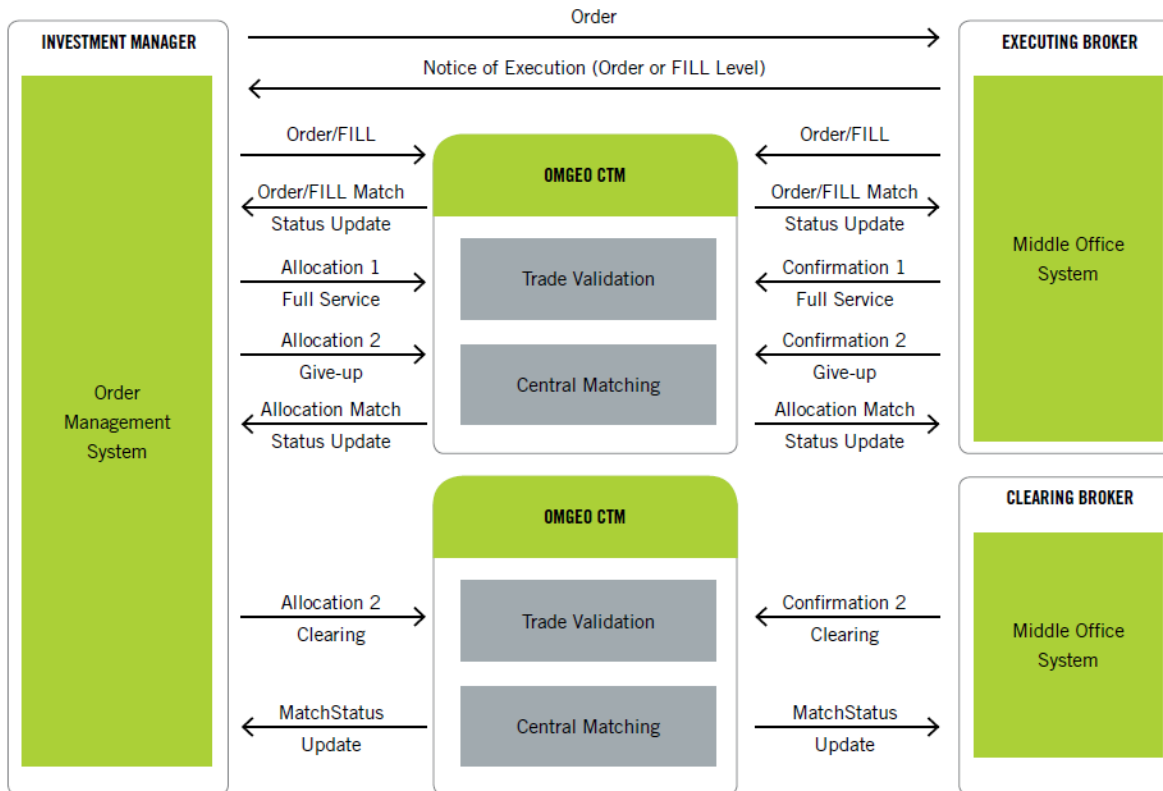 Order
INVESTMENT MANAGER
EXECUTING BROKER
Notice of Execution (Order or FILL Level)
Order/FILL
Order/FILL
OMGEO CTM
Order/FILL Match
Status Update
Order/FILL Match
Status Update
Middle Office
System
Allocation 1
Full Service
Trade Validation
Confirmation 1
Full Service
Allocation 2
Give-up
Central Matching
Confirmation 2
Give-up
Order
Management
System
Allocation Match
Status Update
Allocation Match
Status Update
CLEARING BROKER
OMGEO CTM
Allocation 2
Clearing
Trade Validation
Confirmation 2
Clearing
Middle Office
System
MatchStatus
Update
Central Matching
MatchStatus
Update